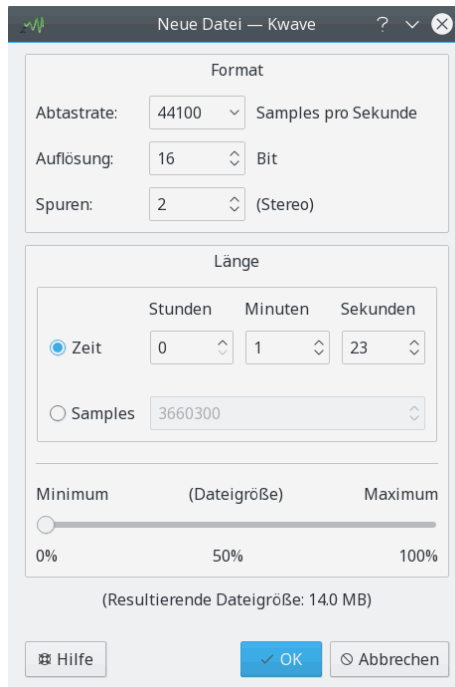 Neue Datei — Kwave
Format
Abtastrate: 44100 Samples pro Sekunde
Auflösung: 16 Bit
Spuren: 2 (Stereo)
Länge
Stunden Minuten Sekunden
Zeit 0 1 23
Samples 3660300
Minimum (Dateigröße) Maximum
0% 50% 100%
(Resultierende Dateigröße: 14.0 MB)
Hilfe OK Abbrechen